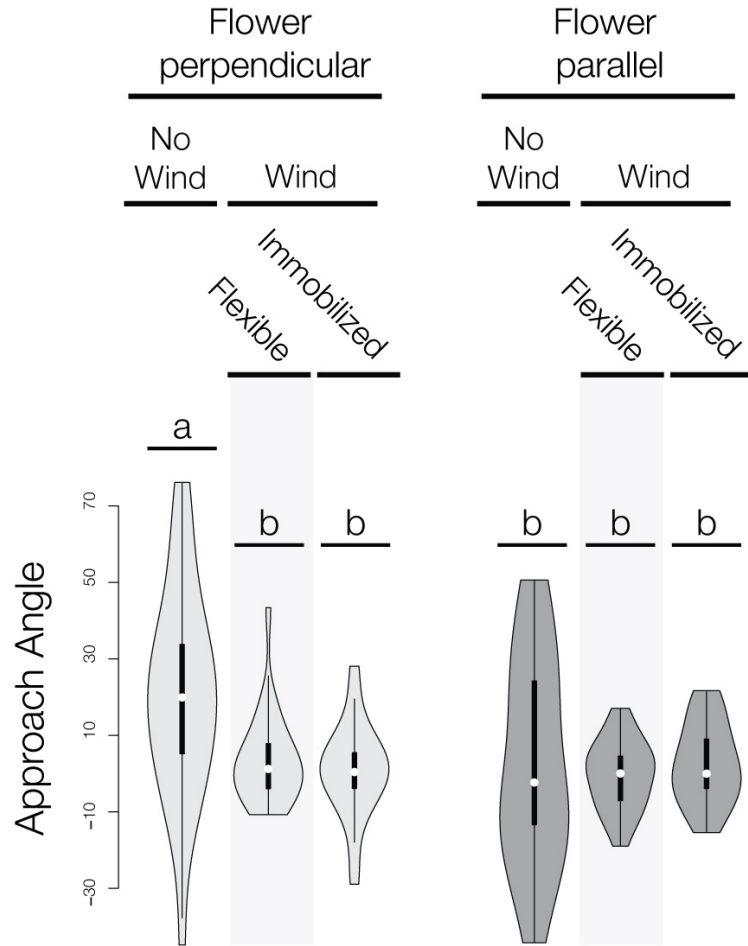 Flower
perpendicular
Flower
parallel
No
Wind
Wind
No
Wind
Wind
Flexible
Immobilized
Flexible
Immobilized
a
b
b
b
b
b
Approach Angle
70
50
30
10
-10
-30